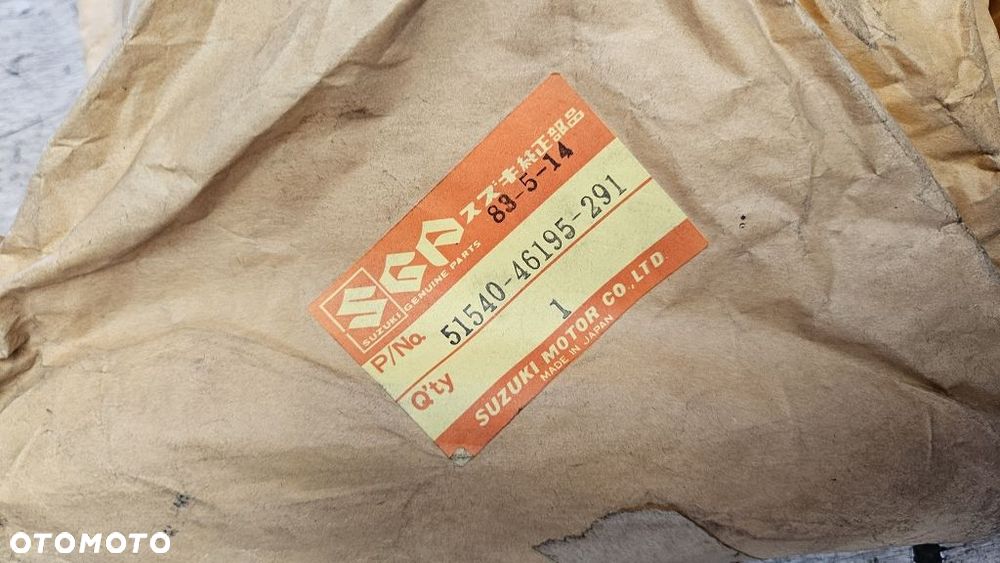 SGP スズキ純正部品
SUZUKI GENUINE PARTS
83-5-14
P/No. 51540-46195-291
Q'ty 1
SUZUKI MOTOR CO.,LTD.
MADE IN JAPAN
OTOMOTO